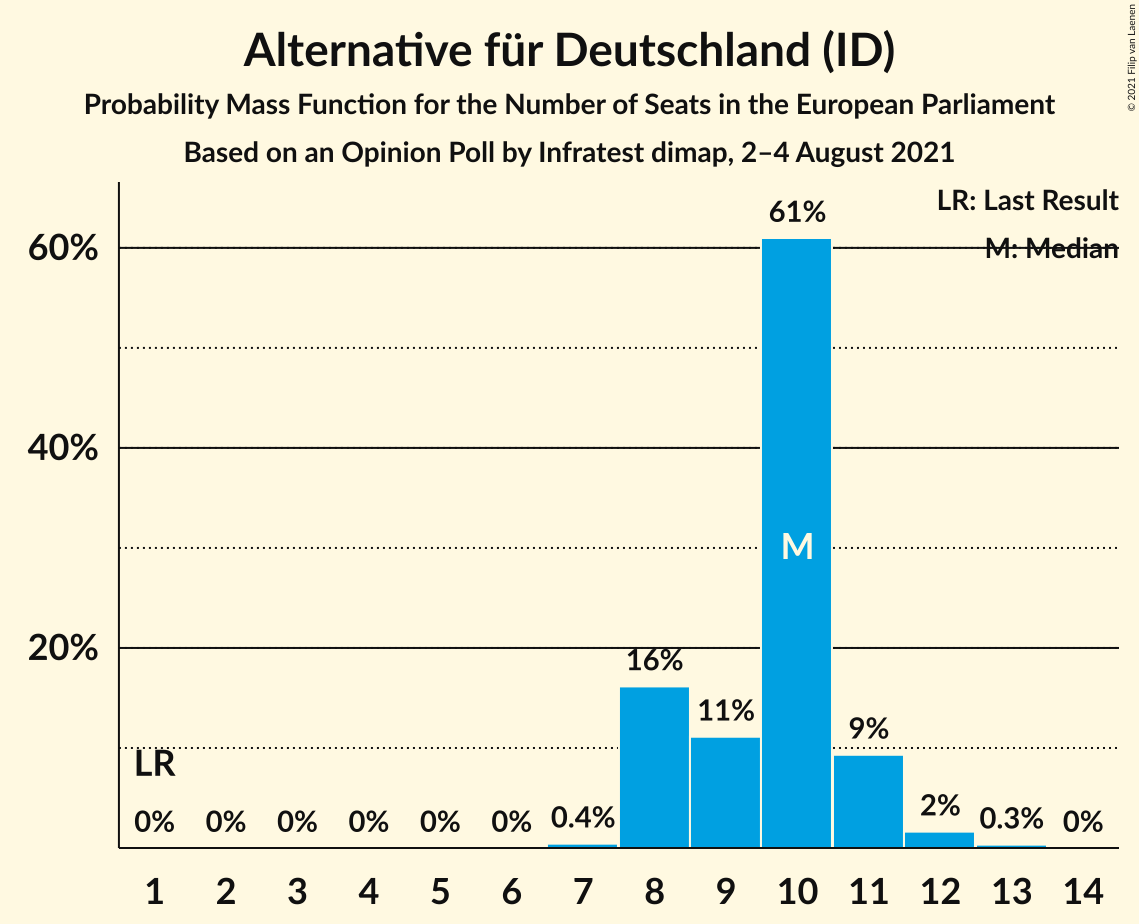 Alternative für Deutschland (ID)
Probability Mass Function for the Number of Seats in the European Parliament
Based on an Opinion Poll by Infratest dimap, 2–4 August 2021
© 2021 Filip van Laenen
LR: Last Result
M: Median
60%
40%
20%
61%
M
16%
11%
9%
LR
0%
0%
0%
0%
0%
0%
0.4%
2%
0.3%
0%
1 2 3 4 5 6 7 8 9 10 11 12 13 14